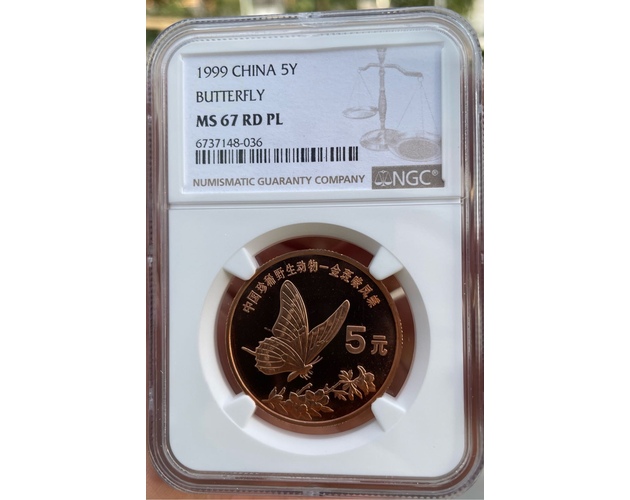 1999 CHINA 5Y
BUTTERFLY
MS 67 RD PL
6737148-036
NUMISMATIC GUARANTY COMPANY
NGC®
中国珍稀野生动物—金斑喙凤蝶
5元